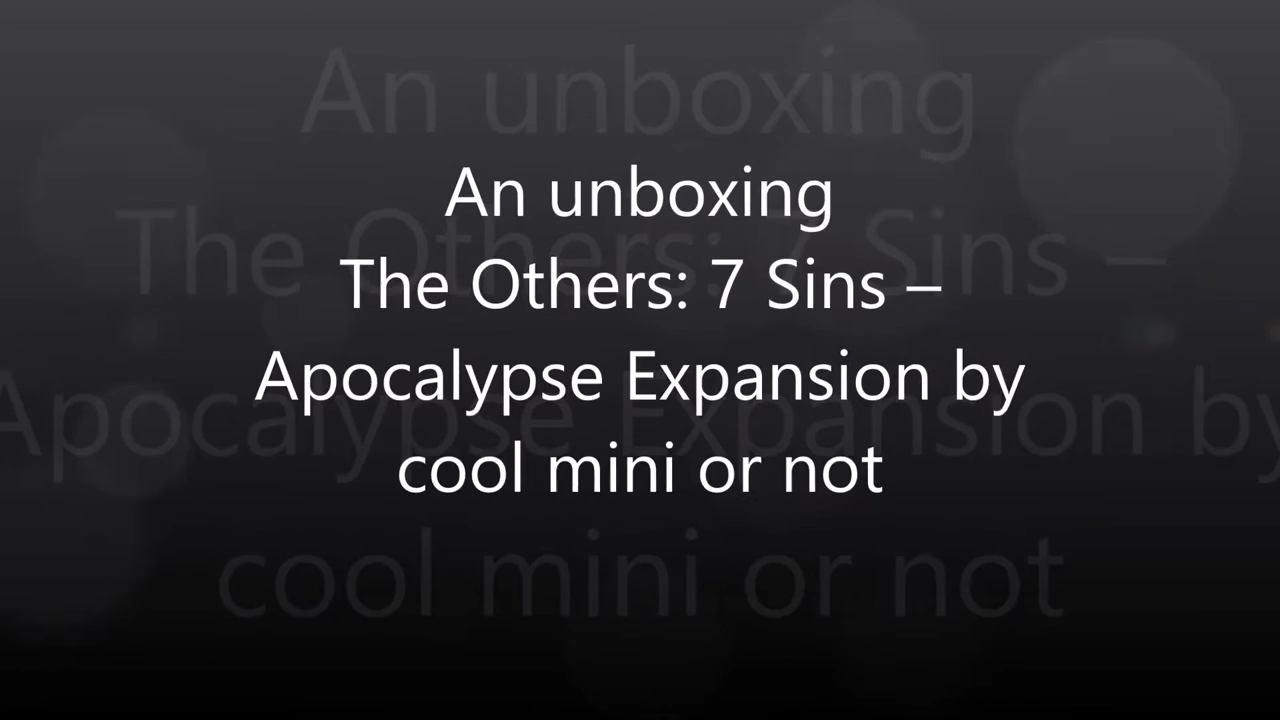 An unboxing
The Others: 7 Sins –
Apocalypse Expansion by
cool mini or not